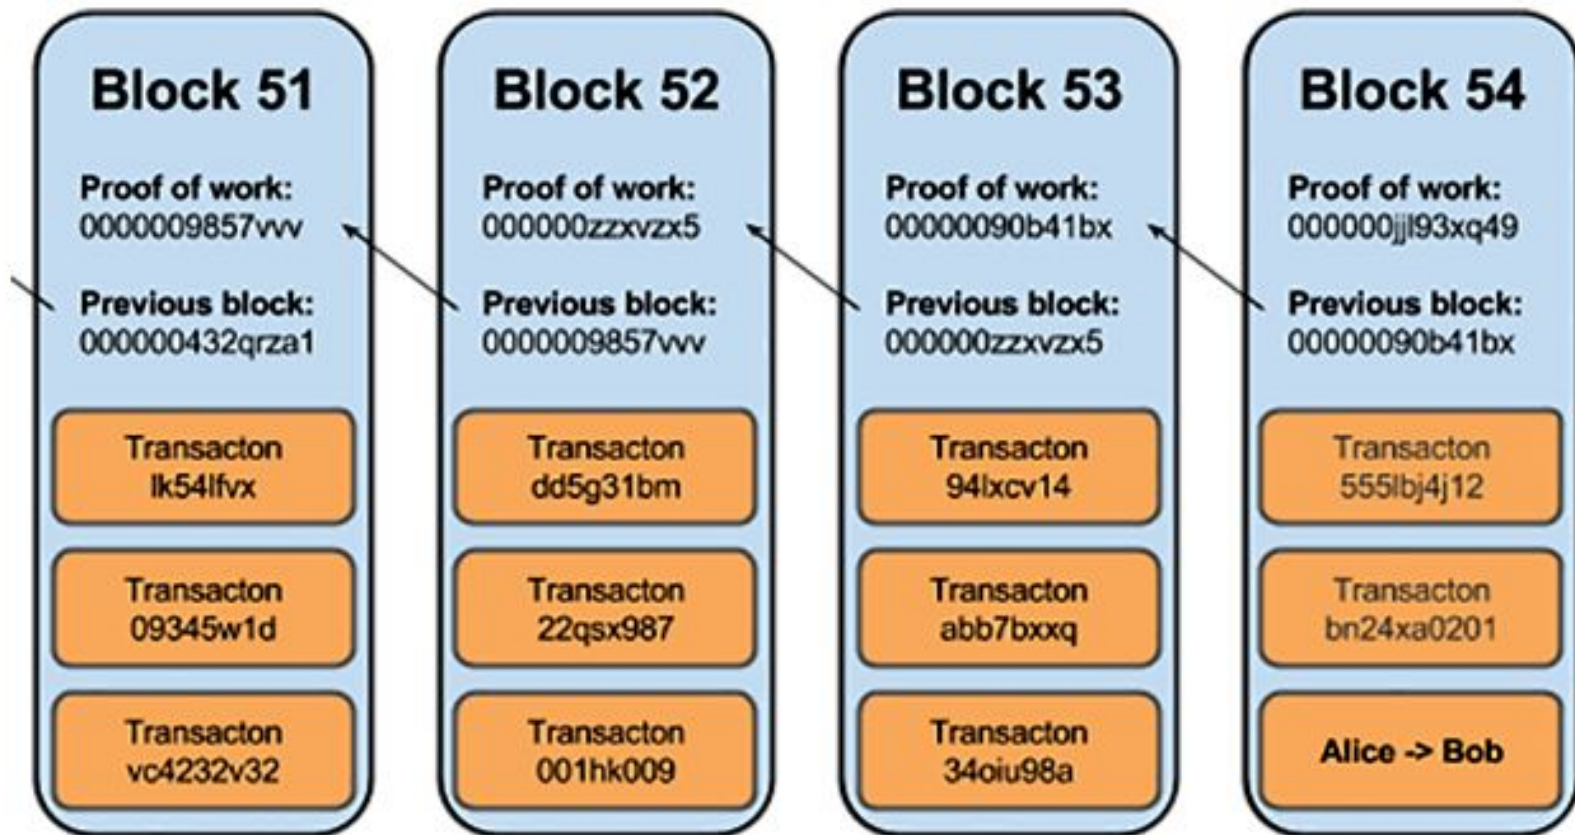 Block 51
Proof of work:
0000009857vvv
Previous block:
000000432qrza1
Transacton
lk54lfvx
Transacton
09345w1d
Transacton
vc4232v32
Block 52
Proof of work:
000000zzxvzx5
Previous block:
0000009857vvv
Transacton
dd5g31bm
Transacton
22qsx987
Transacton
001hk009
Block 53
Proof of work:
00000090b41bx
Previous block:
000000zzxvzx5
Transacton
94lxcv14
Transacton
abb7bxxq
Transacton
34oiu98a
Block 54
Proof of work:
000000jjl93xq49
Previous block:
00000090b41bx
Transacton
555lbj4j12
Transacton
bn24xa0201
Alice -> Bob